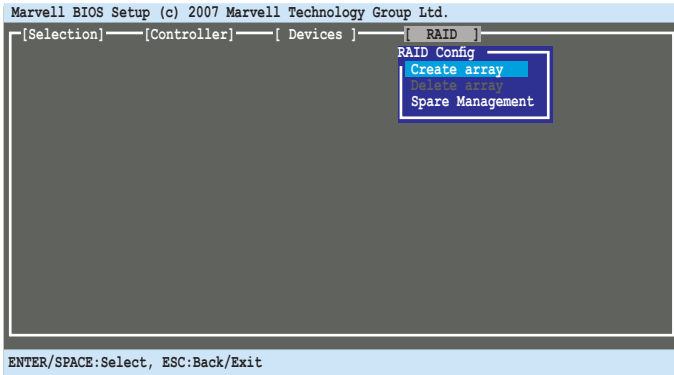 Marvell BIOS Setup (c) 2007 Marvell Technology Group Ltd.
[Selection] [Controller] [ Devices ] [ RAID ]
RAID Config
Create array
Delete array
Spare Management
ENTER/SPACE:Select, ESC:Back/Exit